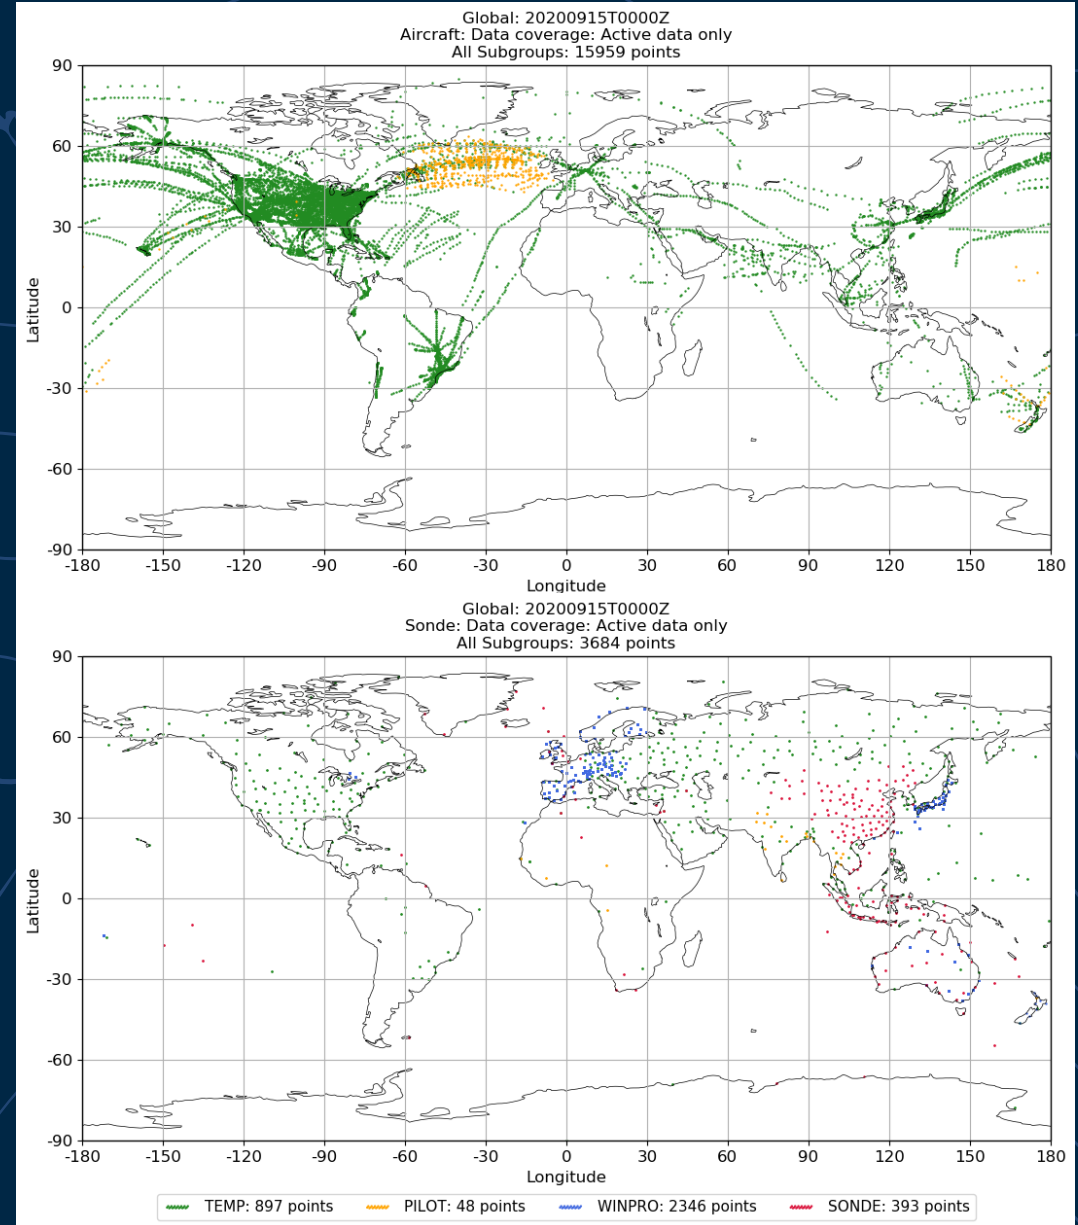 Global: 20200915T0000Z
Aircraft: Data coverage: Active data only
All Subgroups: 15959 points
90
60
30
0
-30
-60
-90
Latitude
-180 -150 -120 -90 -60 -30 0 30 60 90 120 150 180
Longitude
Global: 20200915T0000Z
Sonde: Data coverage: Active data only
All Subgroups: 3684 points
90
60
30
0
-30
-60
-90
Latitude
-180 -150 -120 -90 -60 -30 0 30 60 90 120 150 180
Longitude
TEMP: 897 points PILOT: 48 points WINPRO: 2346 points SONDE: 393 points